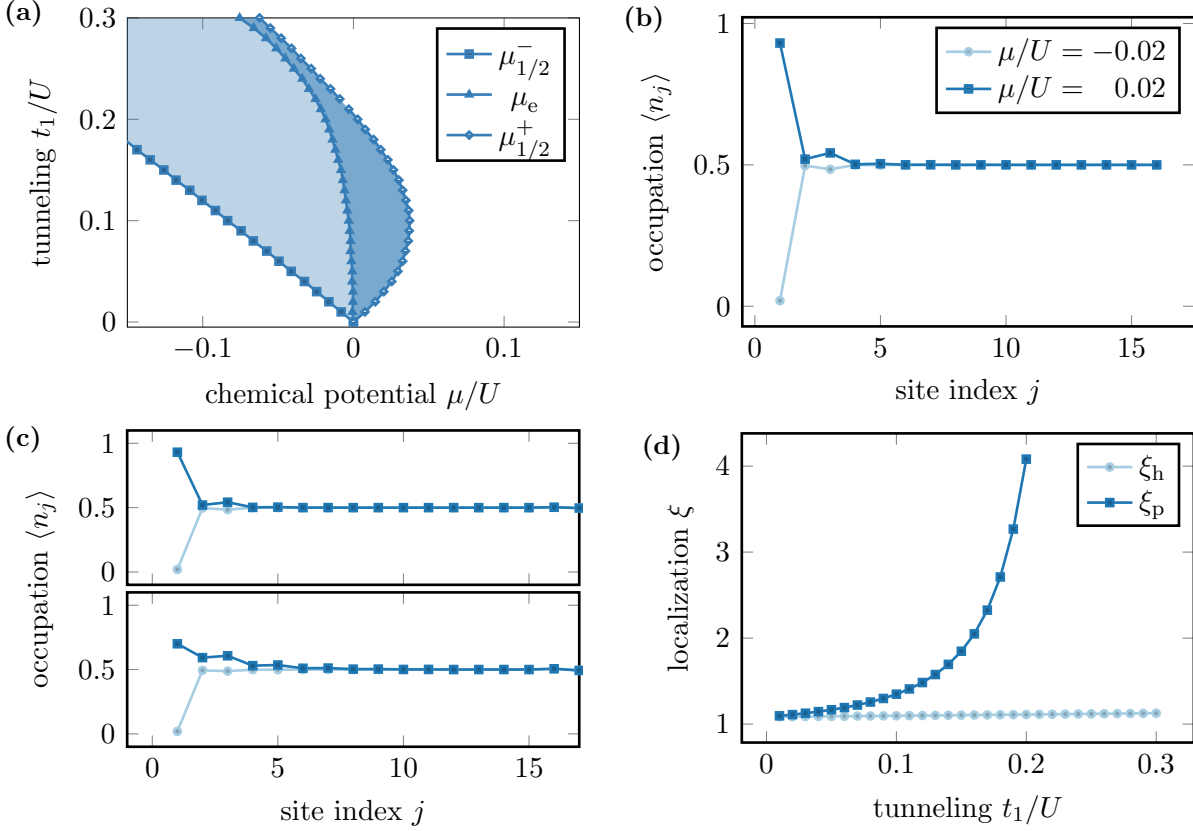 (a)
tunneling t₁/U
0.3
0.2
0.1
0
−0.1
0
0.1
chemical potential μ/U
μ⁻₁/₂
μₑ
μ⁺₁/₂
(b)
occupation ⟨nⱼ⟩
1
0.5
0
0
5
10
15
site index j
μ/U = −0.02
μ/U = 0.02
(c)
occupation ⟨nⱼ⟩
1
0.5
0
1
0.5
0
0
5
10
15
site index j
(d)
localization ξ
4
3
2
1
0
0.1
0.2
0.3
tunneling t₁/U
ξₕ
ξₚ